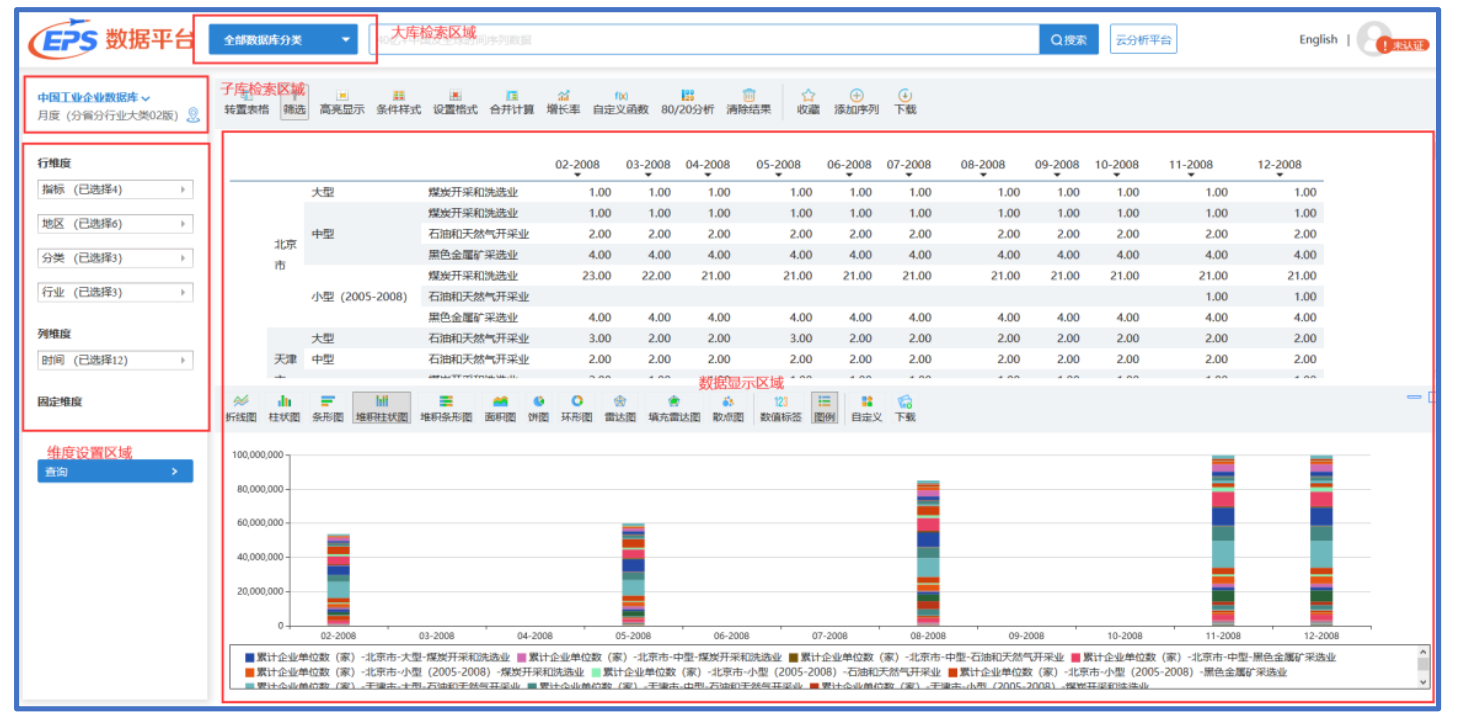 EPS 数据平台
全部数据库分类
大库检索区域
Q搜索
云分析平台
English |
! 未认证
中国工业企业数据库
月度（分省分行业大类02版）
子库检索区域
转置表格 筛选 高亮显示 条件样式 设置格式 合并计算 增长率 自定义函数 80/20分析 清除结果 收藏 添加序列 下载
行维度
指标 （已选择4）
地区 （已选择6）
分类 （已选择3）
行业 （已选择3）
列维度
时间 （已选择12）
固定维度
维度设置区域
查询 >
02-2008 03-2008 04-2008 05-2008 06-2008 07-2008 08-2008 09-2008 10-2008 11-2008 12-2008
北京市
大型 煤炭开采和洗选业 1.00 1.00 1.00 1.00 1.00 1.00 1.00 1.00 1.00 1.00 1.00
煤炭开采和洗选业 1.00 1.00 1.00 1.00 1.00 1.00 1.00 1.00 1.00 1.00 1.00
中型 石油和天然气开采业 2.00 2.00 2.00 2.00 2.00 2.00 2.00 2.00 2.00 2.00 2.00
黑色金属矿采选业 4.00 4.00 4.00 4.00 4.00 4.00 4.00 4.00 4.00 4.00 4.00
煤炭开采和洗选业 23.00 22.00 21.00 21.00 21.00 21.00 21.00 21.00 21.00 21.00 21.00
小型（2005-2008） 石油和天然气开采业 1.00 1.00
黑色金属矿采选业 4.00 4.00 4.00 4.00 4.00 4.00 4.00 4.00 4.00 4.00 4.00
大型 石油和天然气开采业 3.00 2.00 2.00 3.00 2.00 2.00 2.00 2.00 2.00 2.00 2.00
天津 中型 石油和天然气开采业 2.00 2.00 2.00 2.00 2.00 2.00 2.00 2.00 2.00 2.00 2.00
数据显示区域
折线图 柱状图 条形图 堆积柱状图 堆积条形图 面积图 饼图 环形图 雷达图 填充雷达图 散点图 数值标签 图例 自定义 下载
100,000,000
80,000,000
60,000,000
40,000,000
20,000,000
0
02-2008 03-2008 04-2008 05-2008 06-2008 07-2008 08-2008 09-2008 10-2008 11-2008 12-2008
累计企业单位数（家）-北京市-大型-煤炭开采和洗选业 累计企业单位数（家）-北京市-中型-煤炭开采和洗选业 累计企业单位数（家）-北京市-中型-石油和天然气开采业 累计企业单位数（家）-北京市-中型-黑色金属矿采选业
累计企业单位数（家）-北京市-小型（2005-2008）-煤炭开采和洗选业 累计企业单位数（家）-北京市-小型（2005-2008）-石油和天然气开采业 累计企业单位数（家）-北京市-小型（2005-2008）-黑色金属矿采选业
累计企业单位数（家）-天津市-大型-石油和天然气开采业 累计企业单位数（家）-天津市-中型-石油和天然气开采业 累计企业单位数（家）-天津市-小型（2005-2008）-煤炭开采和洗选业